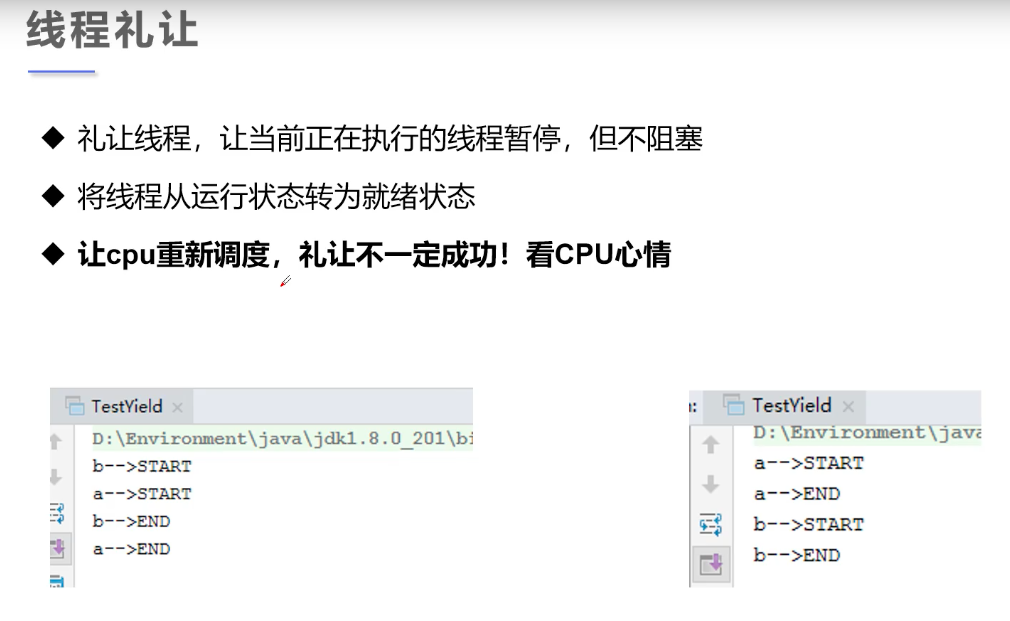 线程礼让
◆ 礼让线程，让当前正在执行的线程暂停，但不阻塞
◆ 将线程从运行状态转为就绪状态
◆ 让cpu重新调度，礼让不一定成功！看CPU心情
TestYield ×
D:\Environment\java\jdk1.8.0_201\bi
b-->START
a-->START
b-->END
a-->END
TestYield ×
D:\Environment\java
a-->START
a-->END
b-->START
b-->END